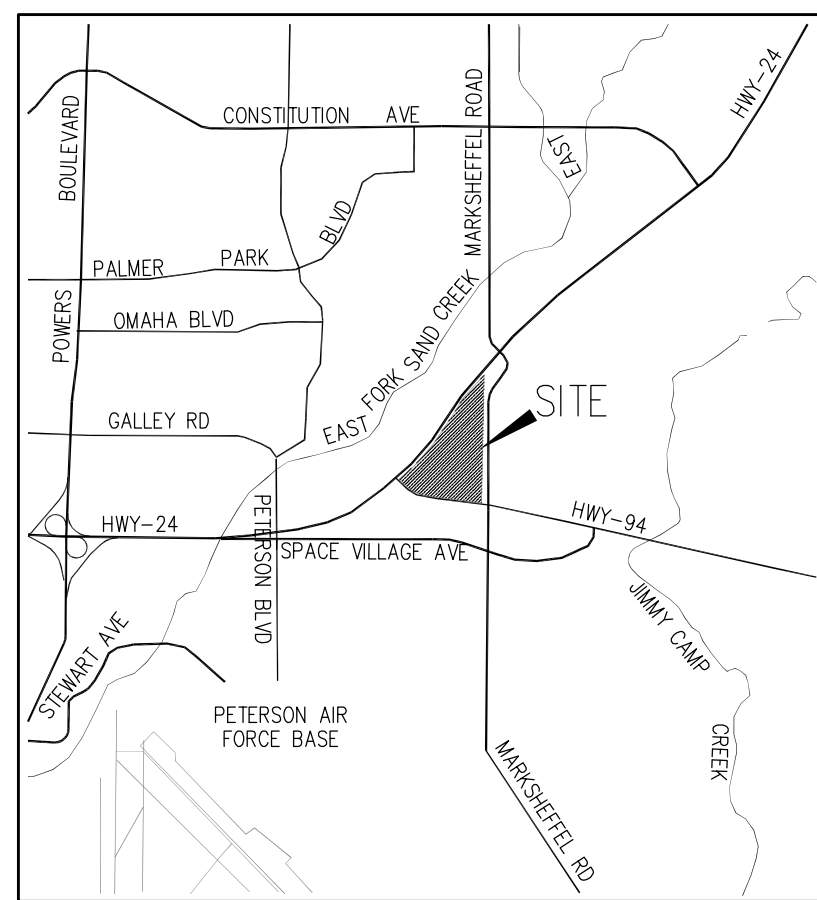 HWY-24
CONSTITUTION AVE
BOULEVARD
MARKSHEFFEL ROAD
EAST
BLVD
PALMER PARK
POWERS
OMAHA BLVD
EAST FORK SAND CREEK
SITE
GALLEY RD
HWY-24
PETERSON BLVD
SPACE VILLAGE AVE
HWY-94
STEWART AVE
JIMMY CAMP
CREEK
PETERSON AIR
FORCE BASE
MARKSHEFFEL RD